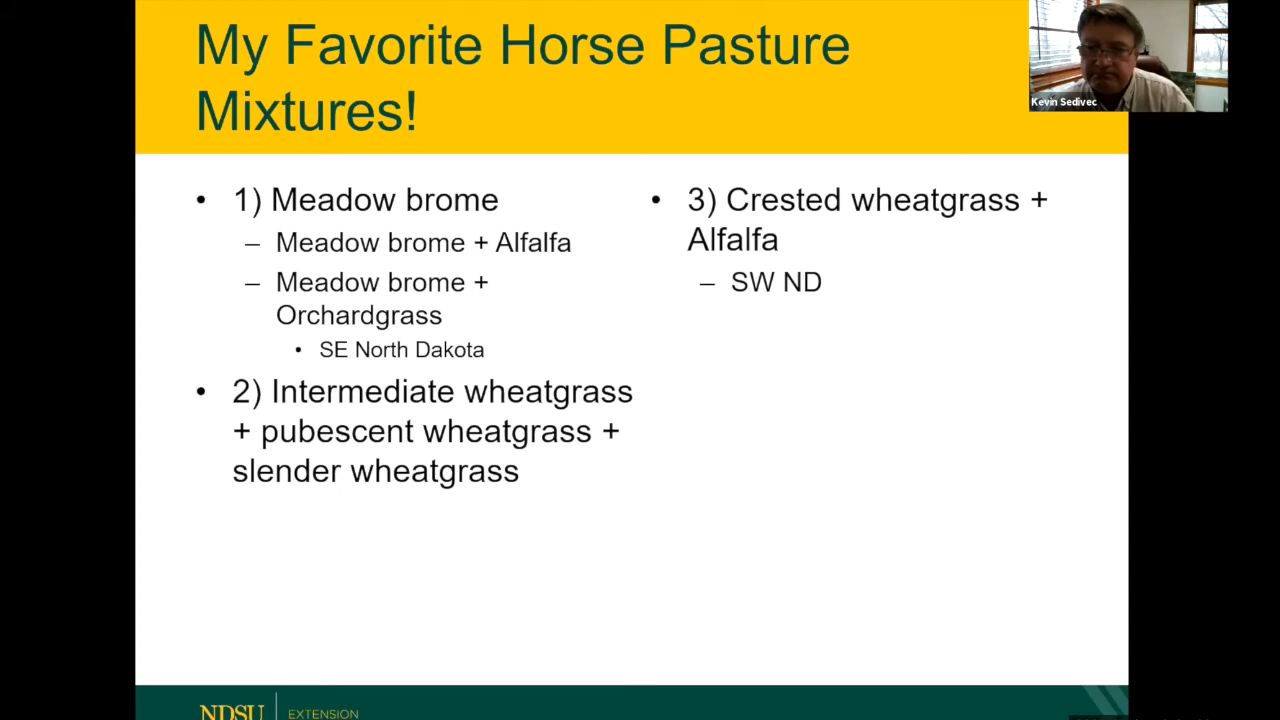 My Favorite Horse Pasture
Mixtures!
Kevin Sedivec
• 1) Meadow brome
– Meadow brome + Alfalfa
– Meadow brome +
Orchardgrass
• SE North Dakota
• 2) Intermediate wheatgrass
+ pubescent wheatgrass +
slender wheatgrass
• 3) Crested wheatgrass +
Alfalfa
– SW ND
NDSU
EXTENSION